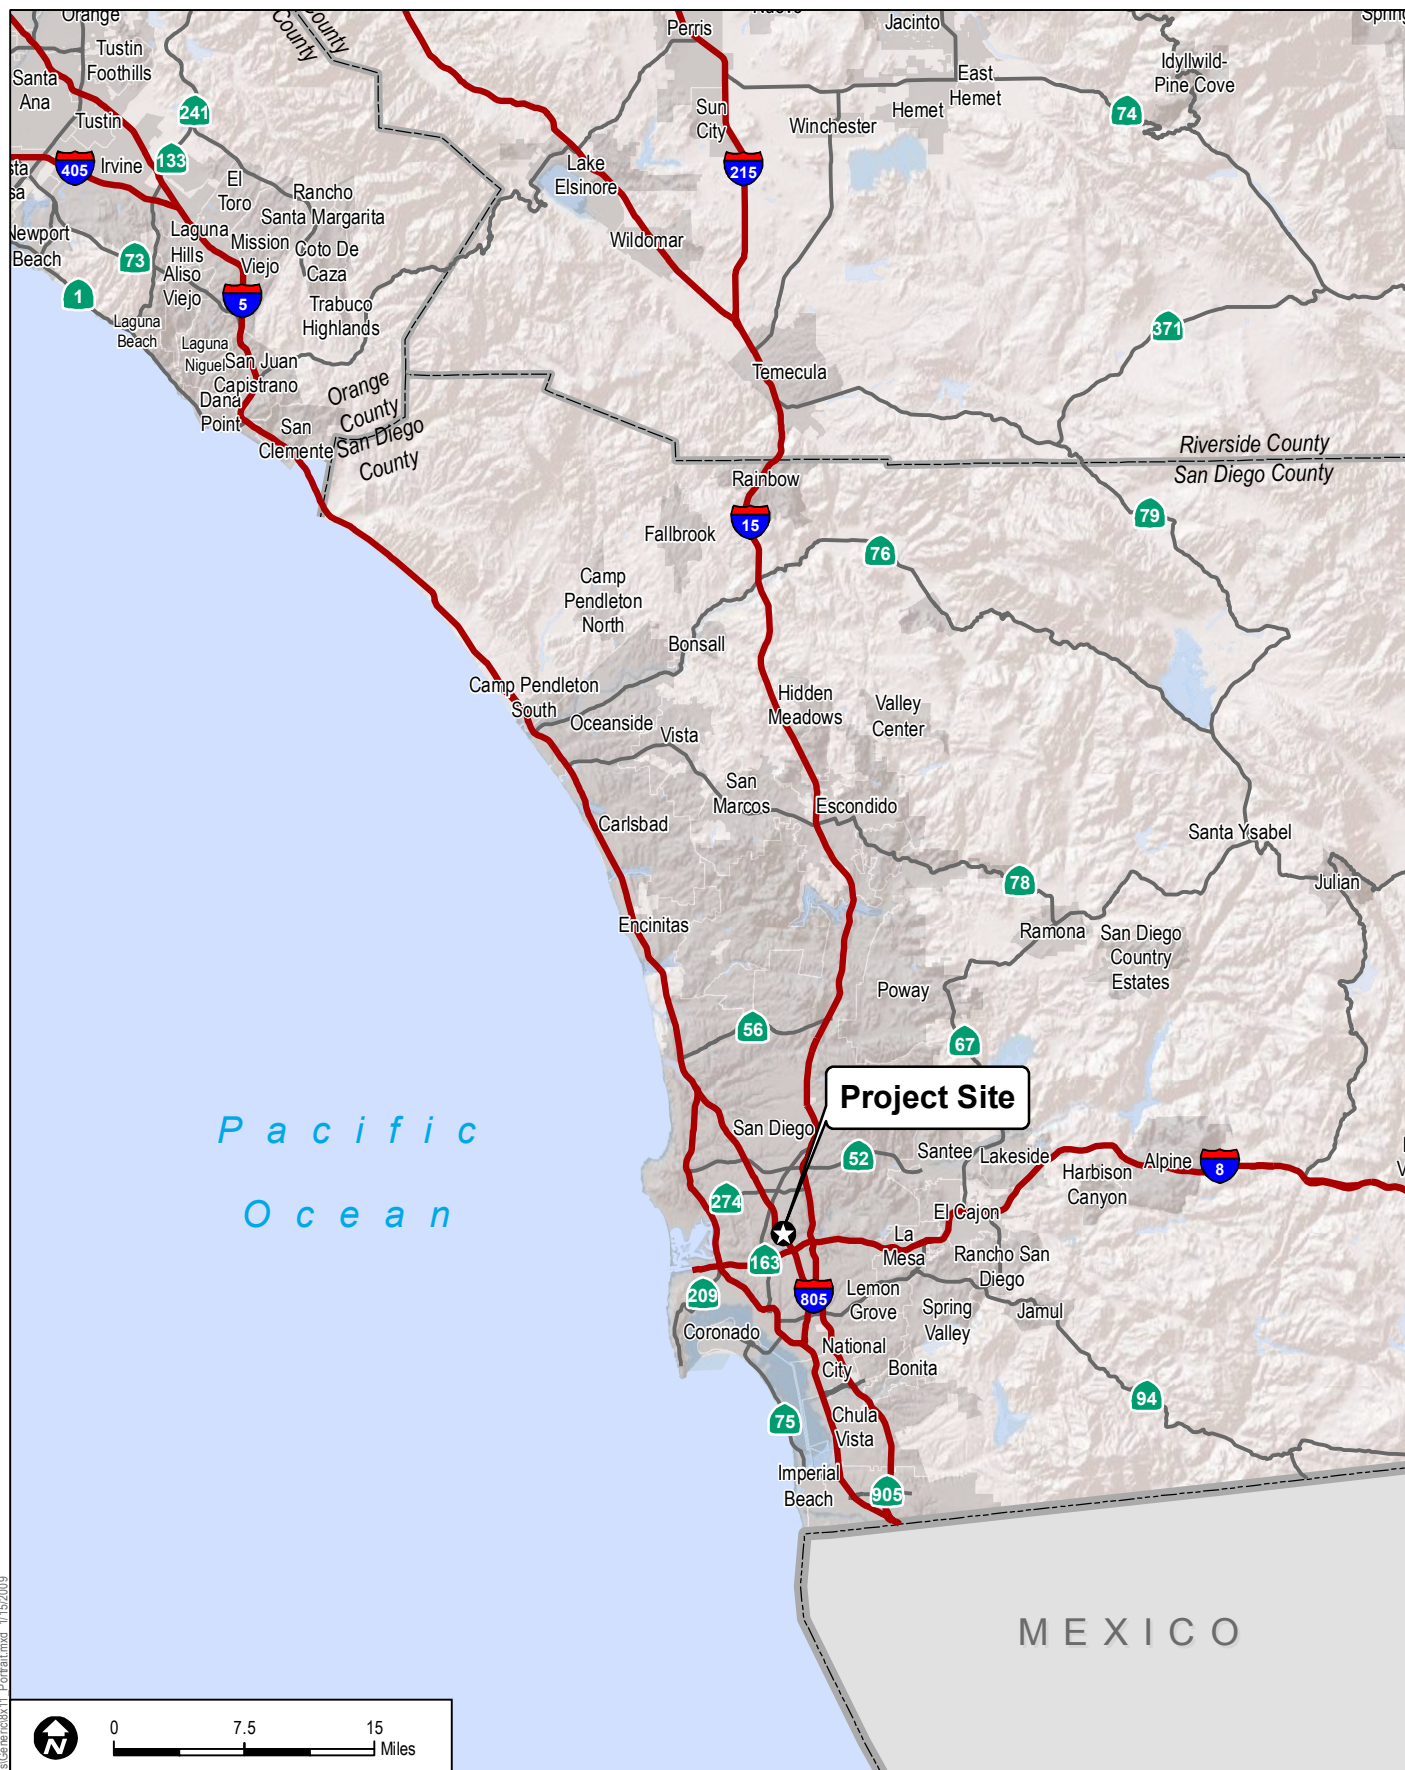 Orange
County
County
Perris
Jacinto
Tustin
Foothills
Santa
Ana
Idyllwild-
Pine Cove
East
Hemet
Hemet
74
Sun
City
Winchester
241
Tustin
133
405
Irvine
Lake
Elsinore
215
El
Toro
Rancho
Santa Margarita
Newport
Beach
Laguna
Hills
Mission
Viejo
Coto De
Caza
Wildomar
73
Aliso
Viejo
1
5
Trabuco
Highlands
Laguna
Beach
371
Laguna
Niguel
San Juan
Capistrano
Temecula
Dana
Point
Orange
County
San Diego
County
San
Clemente
Riverside County
San Diego County
Rainbow
15
79
Fallbrook
76
Camp
Pendleton
North
Bonsall
Camp Pendleton
South
Hidden
Meadows
Valley
Center
Oceanside
Vista
San
Marcos
Escondido
Carlsbad
Santa Ysabel
78
Julian
Encinitas
Ramona
San Diego
Country
Estates
Poway
56
67
Project Site
Pacific
Ocean
San Diego
52
Santee
Lakeside
Harbison
Canyon
Alpine
8
274
El Cajon
La
Mesa
Rancho San
Diego
163
209
805
Lemon
Grove
Spring
Valley
Jamul
Coronado
National
City
Bonita
94
75
Chula
Vista
Imperial
Beach
905
MEXICO
N
0 7.5 15
Miles